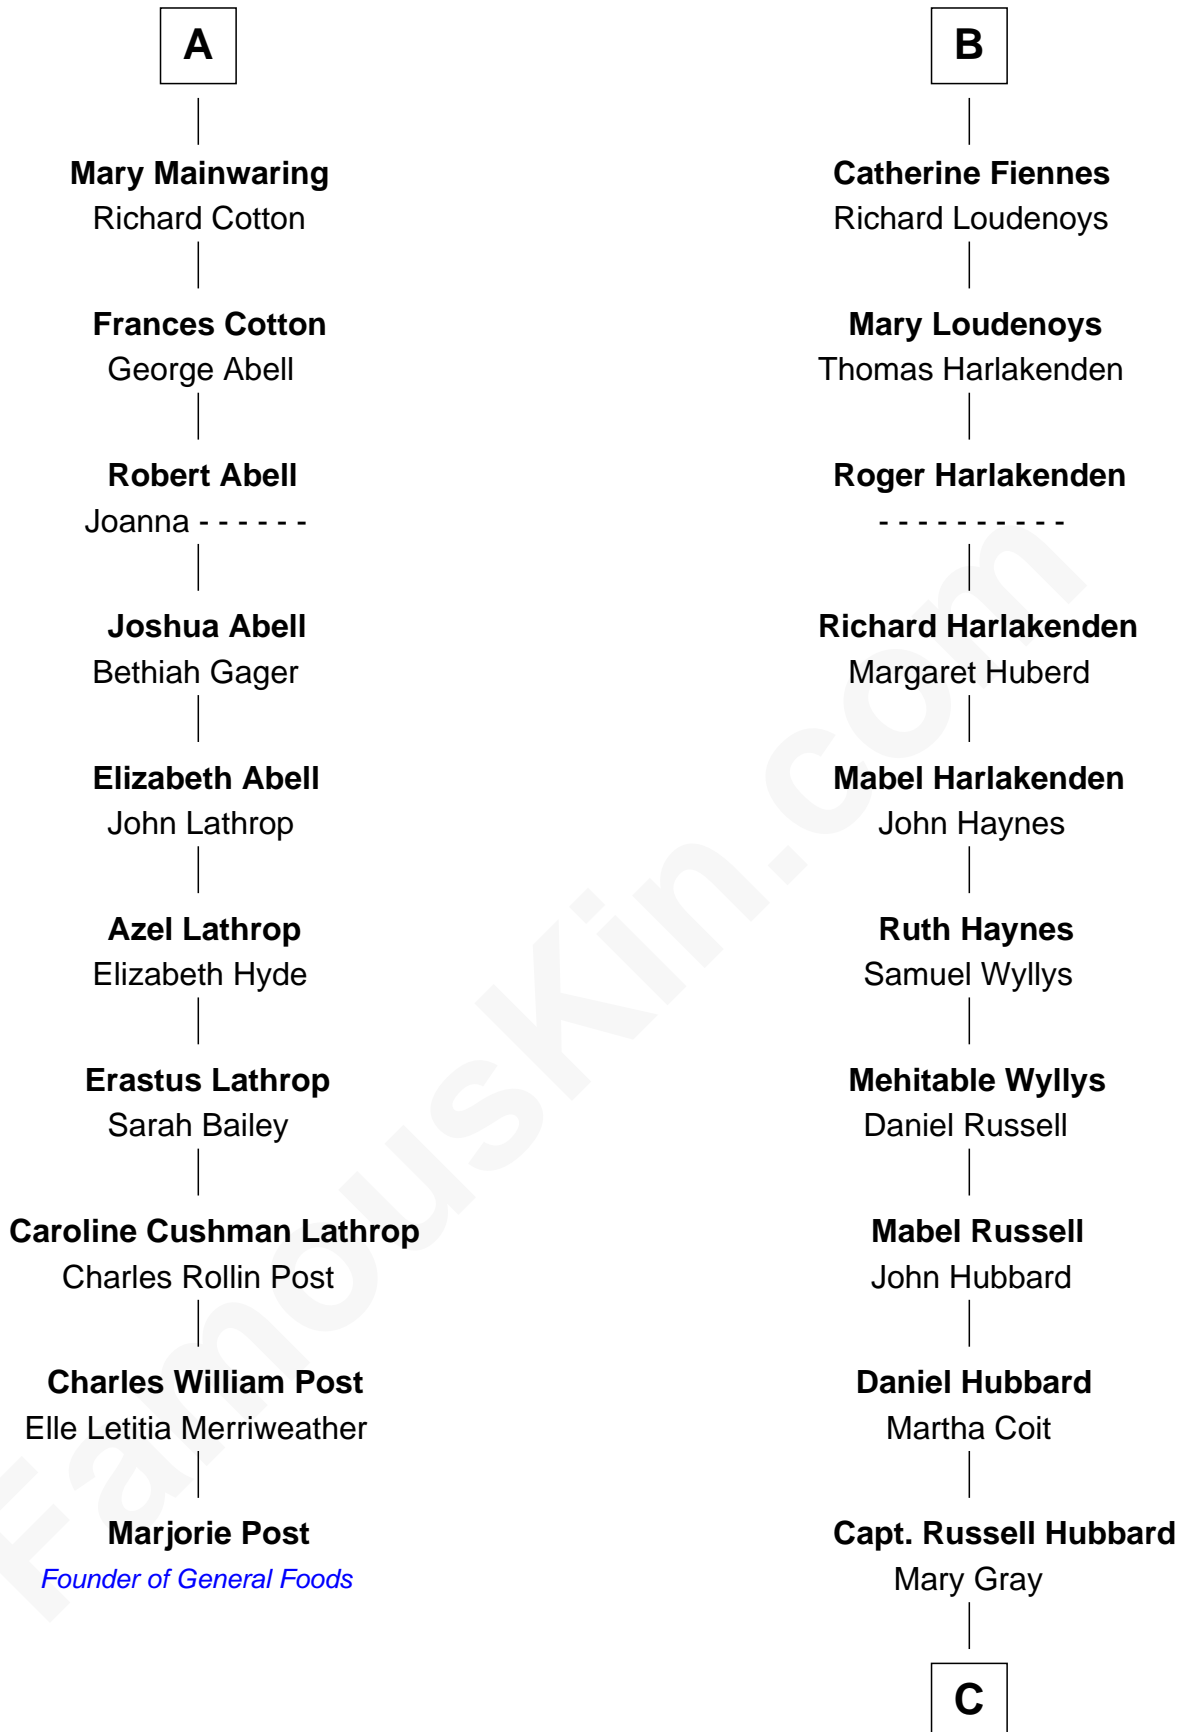 A
Mary Mainwaring
Richard Cotton
Frances Cotton
George Abell
Robert Abell
Joanna - - - - - -
Joshua Abell
Bethiah Gager
Elizabeth Abell
John Lathrop
Azel Lathrop
Elizabeth Hyde
Erastus Lathrop
Sarah Bailey
Caroline Cushman Lathrop
Charles Rollin Post
Charles William Post
Elle Letitia Merriweather
Marjorie Post
Founder of General Foods
B
Catherine Fiennes
Richard Loudenoys
Mary Loudenoys
Thomas Harlakenden
Roger Harlakenden
- - - - - - - - - -
Richard Harlakenden
Margaret Huberd
Mabel Harlakenden
John Haynes
Ruth Haynes
Samuel Wyllys
Mehitable Wyllys
Daniel Russell
Mabel Russell
John Hubbard
Daniel Hubbard
Martha Coit
Capt. Russell Hubbard
Mary Gray
C
FamousKin.com